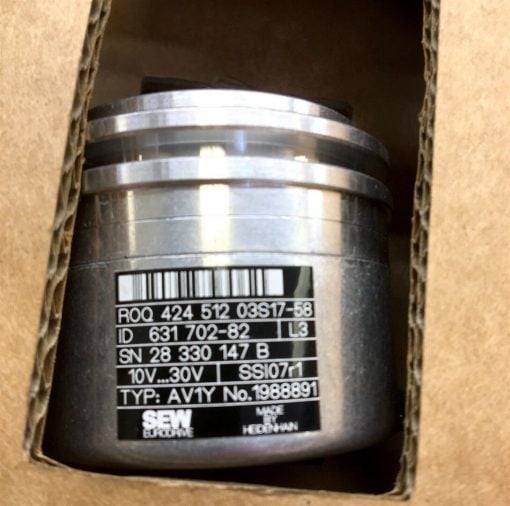 ROQ 424 512 03S17-58
ID 631 702-82 L3
SN 28 330 147 B
10V...30V SSI07r1
TYP: AV1Y No.1988891
SEW
EURODRIVE
MADE
BY
HEIDENHAIN